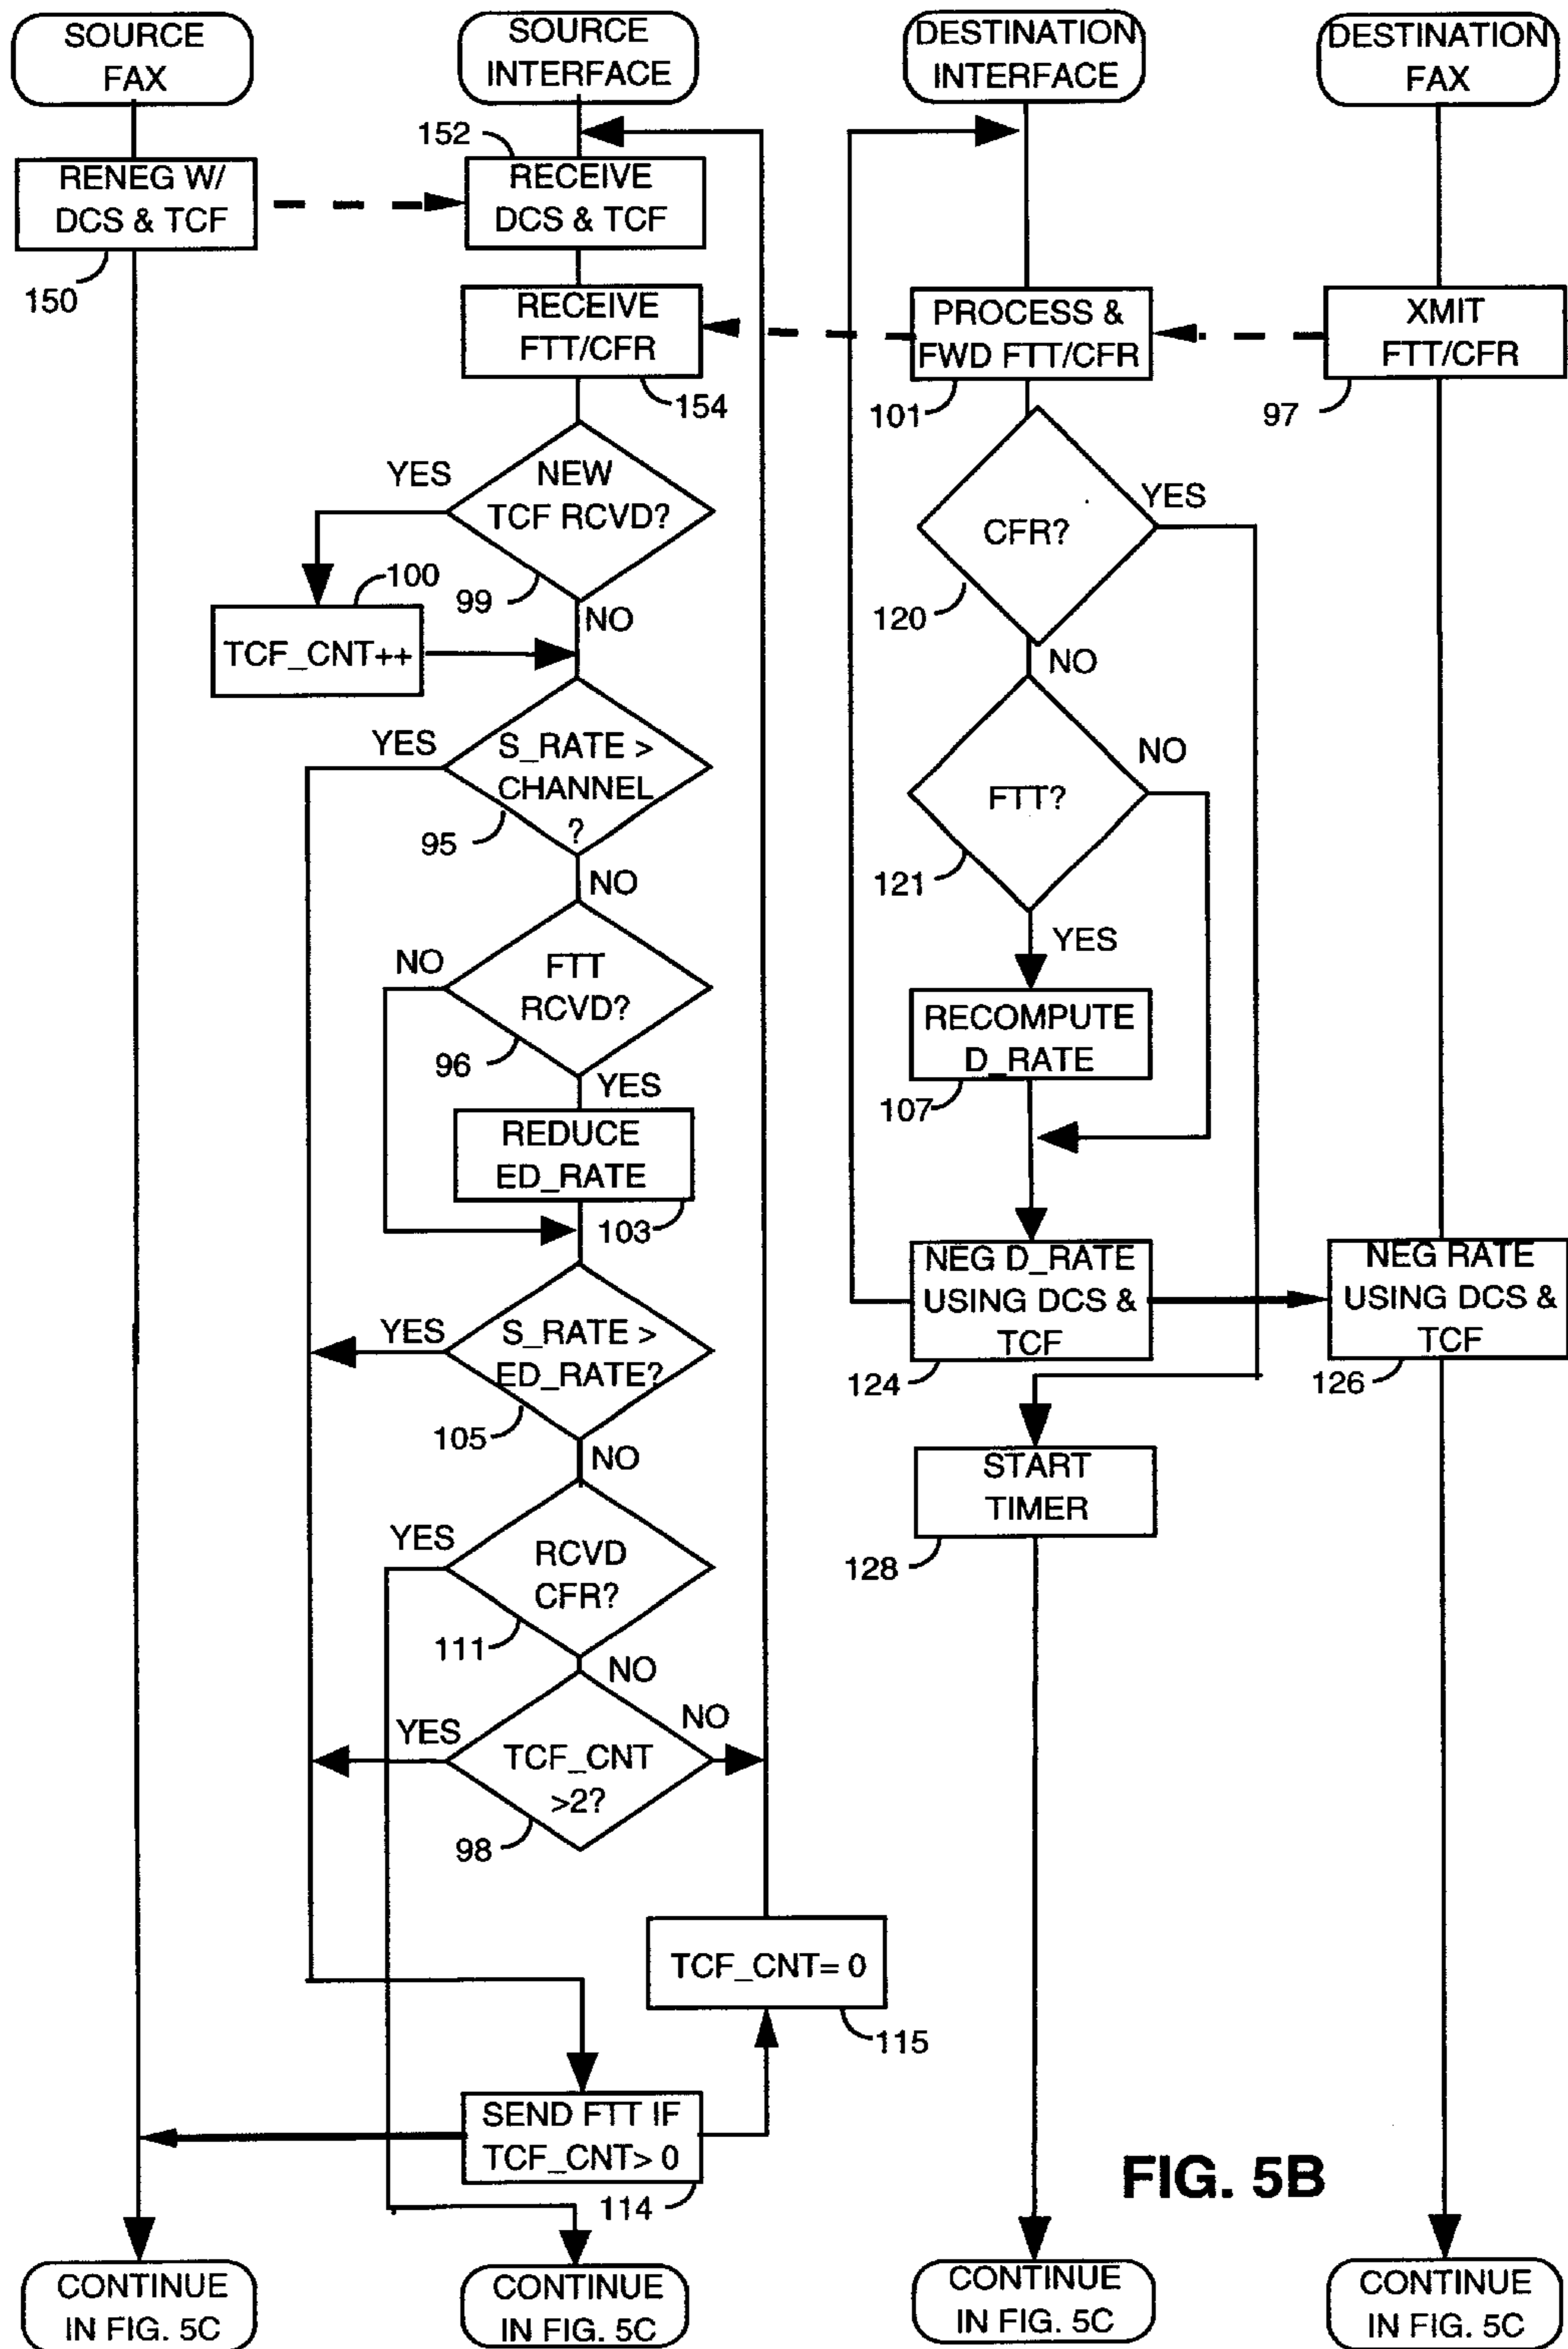 SOURCE
FAX
SOURCE
INTERFACE
DESTINATION
INTERFACE
DESTINATION
FAX
152
RENEG W/
DCS & TCF
150
RECEIVE
DCS & TCF
RECEIVE
FTT/CFR
154
PROCESS &
FWD FTT/CFR
101
XMIT
FTT/CFR
97
YES
NEW
TCF RCVD?
99
NO
100
TCF_CNT++
YES
CFR?
120
NO
YES
S_RATE >
CHANNEL
?
95
NO
NO
FTT?
121
YES
NO
FTT
RCVD?
96
YES
RECOMPUTE
D_RATE
107
REDUCE
ED_RATE
103
NEG D_RATE
USING DCS &
TCF
124
NEG RATE
USING DCS &
TCF
126
YES
S_RATE >
ED_RATE?
105
NO
START
TIMER
128
YES
RCVD
CFR?
111
NO
YES
NO
TCF_CNT
>2?
98
TCF_CNT= 0
115
SEND FTT IF
TCF_CNT> 0
114
FIG. 5B
CONTINUE
IN FIG. 5C
CONTINUE
IN FIG. 5C
CONTINUE
IN FIG. 5C
CONTINUE
IN FIG. 5C